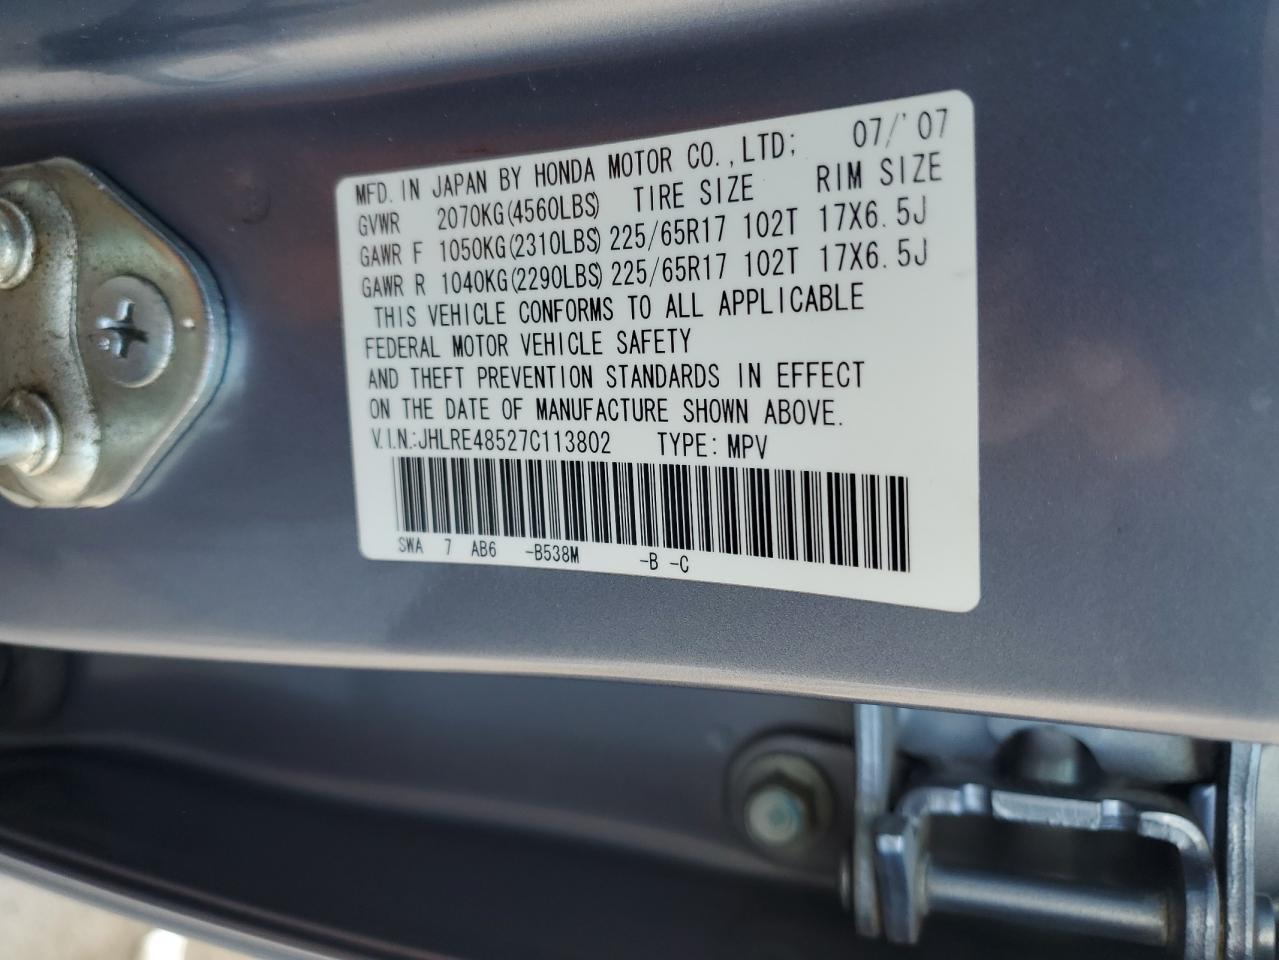 MFD. IN JAPAN BY HONDA MOTOR CO.,LTD; 07/'07
GVWR 2070KG(4560LBS) TIRE SIZE RIM SIZE
GAWR F 1050KG(2310LBS) 225/65R17 102T 17X6.5J
GAWR R 1040KG(2290LBS) 225/65R17 102T 17X6.5J
THIS VEHICLE CONFORMS TO ALL APPLICABLE
FEDERAL MOTOR VEHICLE SAFETY
AND THEFT PREVENTION STANDARDS IN EFFECT
ON THE DATE OF MANUFACTURE SHOWN ABOVE.
V.I.N.:JHLRE48527C113802 TYPE: MPV
SWA 7 AB6 -B538M -B -C